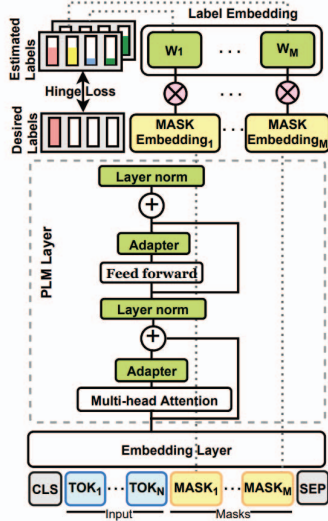 Label Embedding
Estimated Labels
W1 ... WM
Hinge Loss
Desired Labels
MASK Embedding1 ... MASK EmbeddingM
PLM Layer
Layer norm
+
Adapter
Feed forward
Layer norm
+
Adapter
Multi-head Attention
Embedding Layer
CLS TOK1 ... TOKN MASK1 ... MASKM SEP
Input Masks